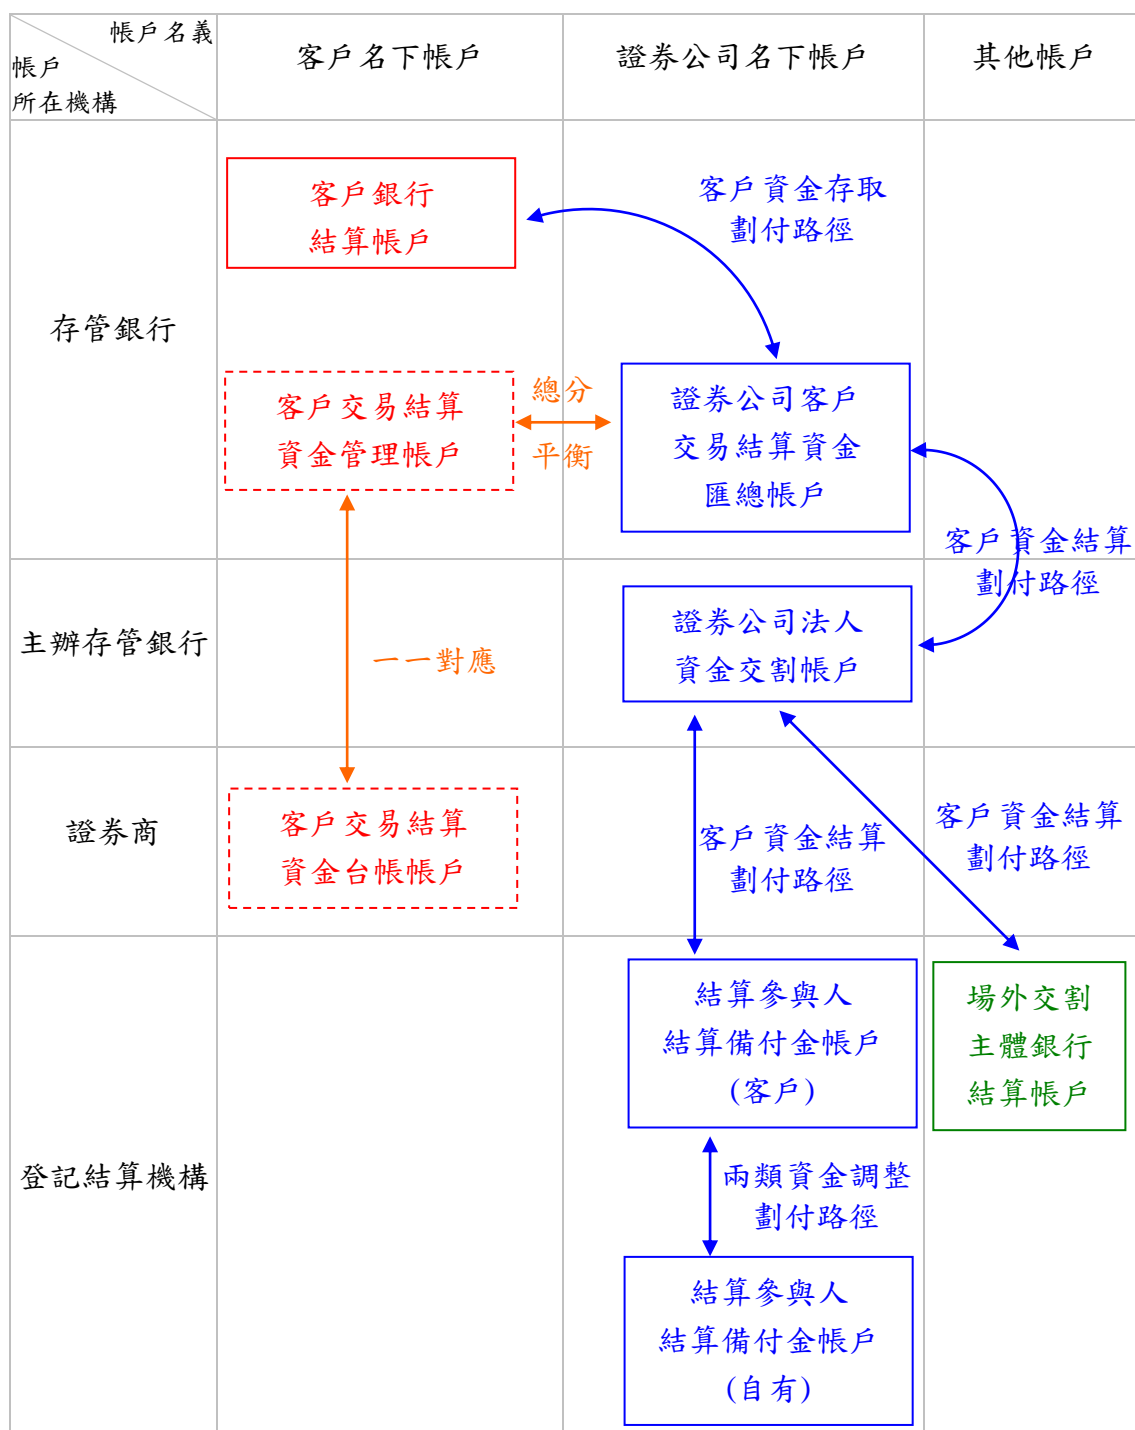 帳戶名義
帳戶
所在機構
客戶名下帳戶
證券公司名下帳戶
其他帳戶
存管銀行
客戶銀行
結算帳戶
客戶資金存取
劃付路徑
客戶交易結算
資金管理帳戶
總分
平衡
證券公司客戶
交易結算資金
匯總帳戶
客戶資金結算
劃付路徑
主辦存管銀行
一一對應
證券公司法人
資金交割帳戶
證券商
客戶交易結算
資金台帳帳戶
客戶資金結算
劃付路徑
客戶資金結算
劃付路徑
登記結算機構
結算參與人
結算備付金帳戶
(客戶)
場外交割
主體銀行
結算帳戶
兩類資金調整
劃付路徑
結算參與人
結算備付金帳戶
(自有)